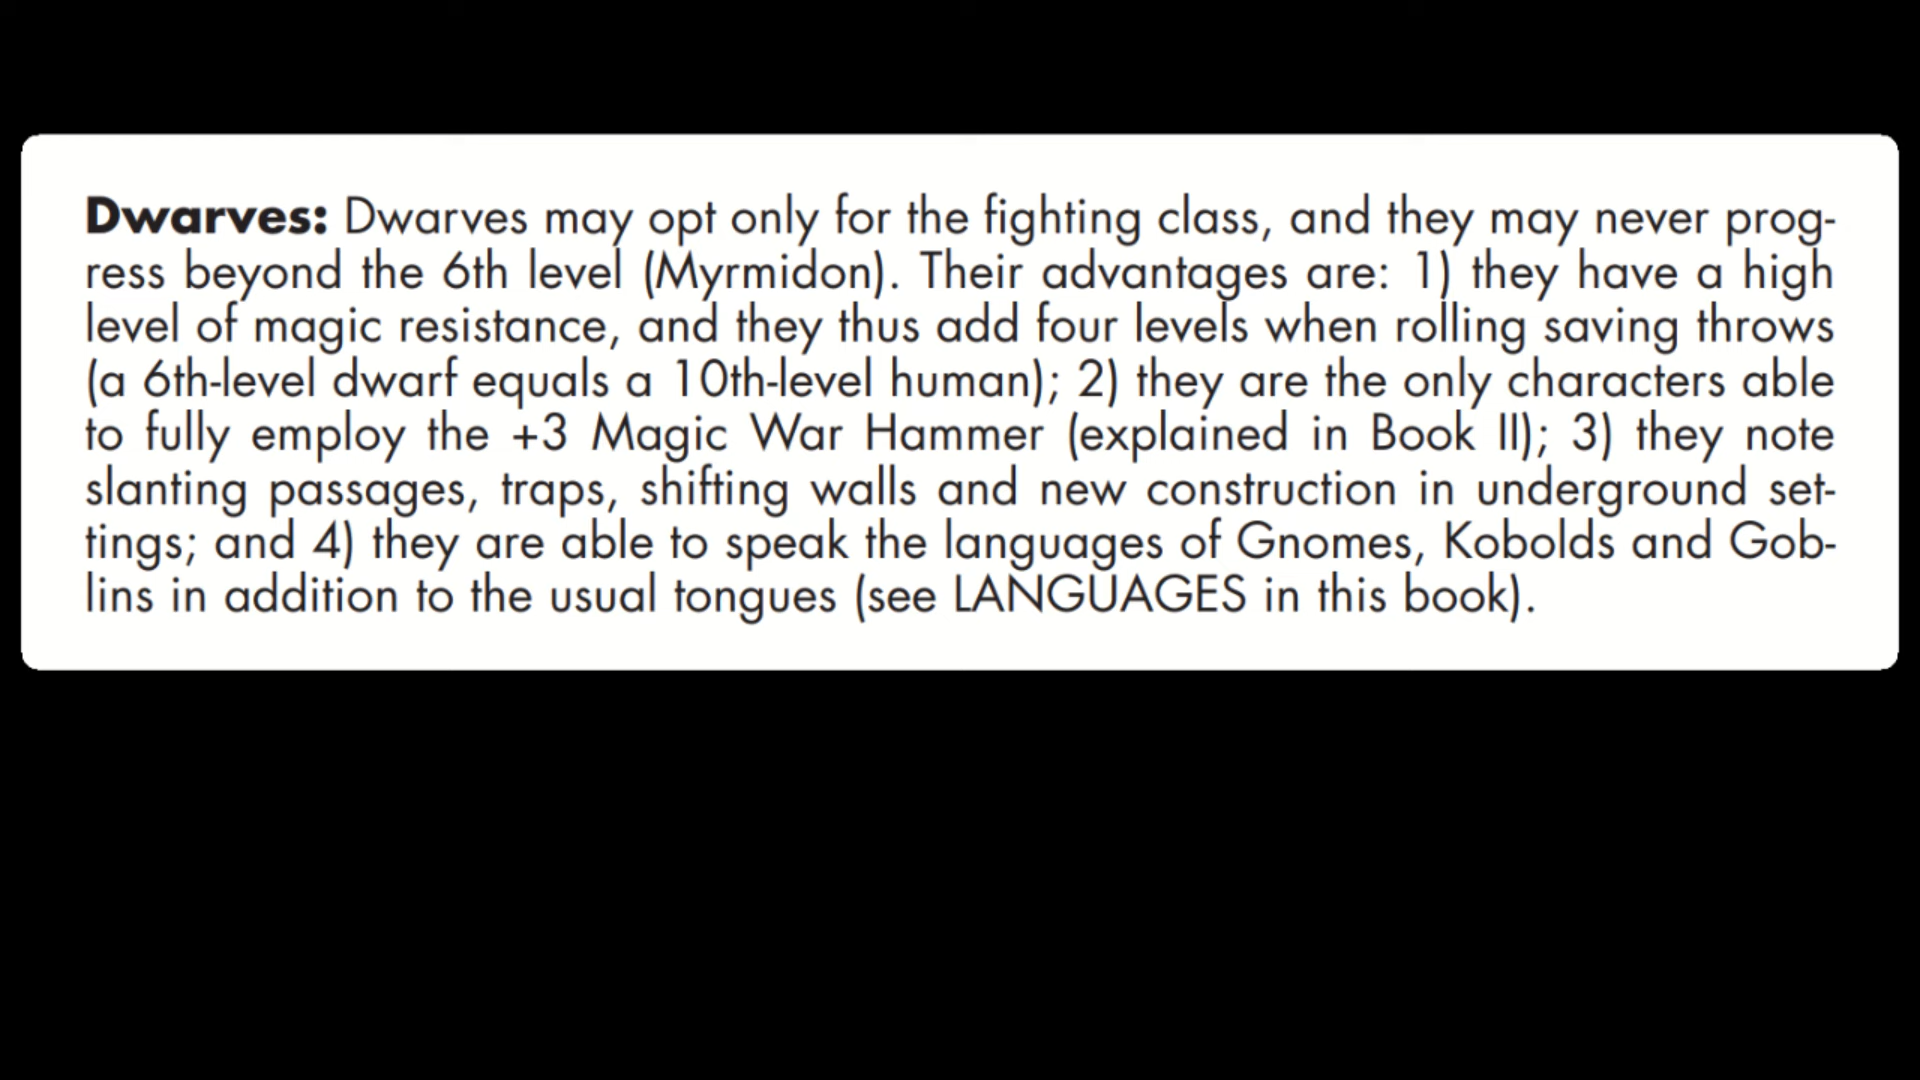 Dwarves: Dwarves may opt only for the fighting class, and they may never prog-
ress beyond the 6th level (Myrmidon). Their advantages are: 1) they have a high
level of magic resistance, and they thus add four levels when rolling saving throws
(a 6th-level dwarf equals a 10th-level human); 2) they are the only characters able
to fully employ the +3 Magic War Hammer (explained in Book II); 3) they note
slanting passages, traps, shifting walls and new construction in underground set-
tings; and 4) they are able to speak the languages of Gnomes, Kobolds and Gob-
lins in addition to the usual tongues (see LANGUAGES in this book).